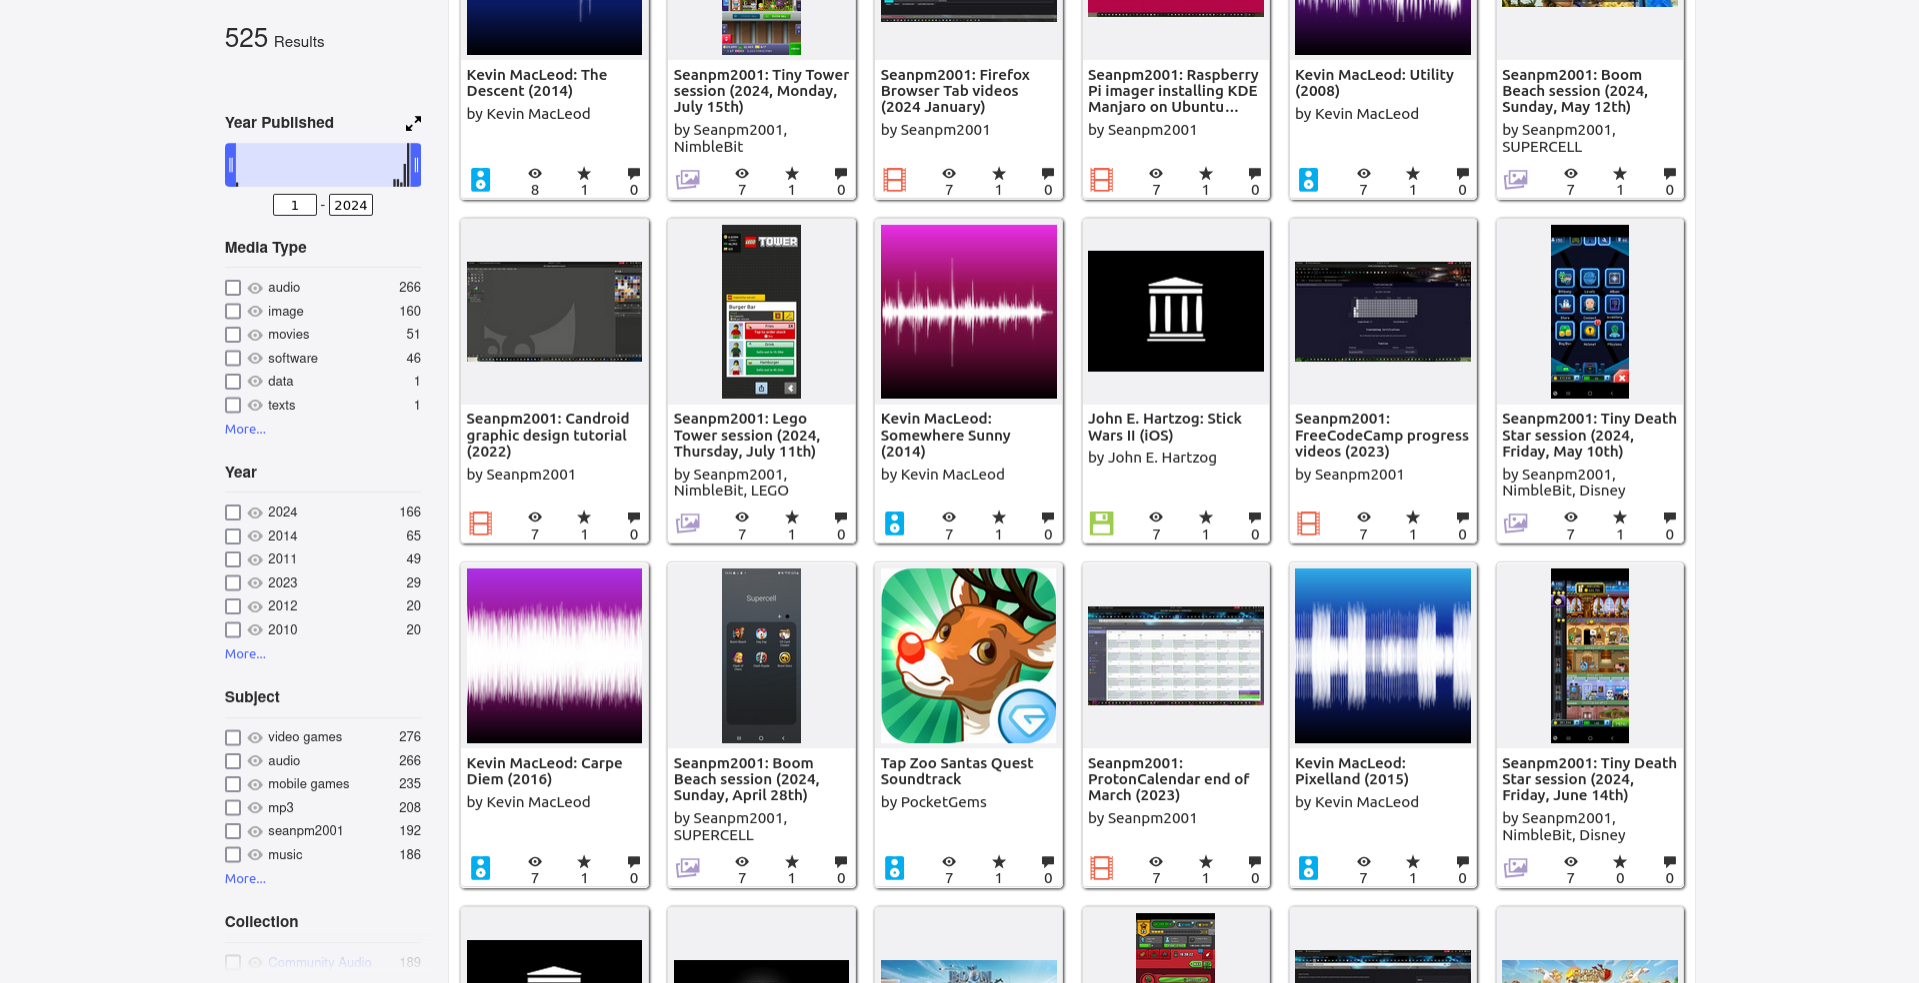 525 Results
Year Published
1 - 2024
Media Type
audio 266
image 160
movies 51
software 46
data 1
texts 1
More...
Year
2024 166
2014 65
2011 49
2023 29
2012 20
2010 20
More...
Subject
video games 276
audio 266
mobile games 235
mp3 208
seanpm2001 192
music 186
More...
Collection
Community Audio 189
Kevin MacLeod: The
Descent (2014)
by Kevin MacLeod
8 1 0
Seanpm2001: Tiny Tower
session (2024, Monday,
July 15th)
by Seanpm2001,
NimbleBit
7 1 0
Seanpm2001: Firefox
Browser Tab videos
(2024 January)
by Seanpm2001
7 1 0
Seanpm2001: Raspberry
Pi imager installing KDE
Manjaro on Ubuntu...
by Seanpm2001
7 1 0
Kevin MacLeod: Utility
(2008)
by Kevin MacLeod
7 1 0
Seanpm2001: Boom
Beach session (2024,
Sunday, May 12th)
by Seanpm2001,
SUPERCELL
7 1 0
Seanpm2001: Candroid
graphic design tutorial
(2022)
by Seanpm2001
7 1 0
LEGO TOWER
Burger Bar
Seanpm2001: Lego
Tower session (2024,
Thursday, July 11th)
by Seanpm2001,
NimbleBit, LEGO
7 1 0
Kevin MacLeod:
Somewhere Sunny
(2014)
by Kevin MacLeod
7 1 0
John E. Hartzog: Stick
Wars II (iOS)
by John E. Hartzog
7 1 0
Seanpm2001:
FreeCodeCamp progress
videos (2023)
by Seanpm2001
7 1 0
Seanpm2001: Tiny Death
Star session (2024,
Friday, May 10th)
by Seanpm2001,
NimbleBit, Disney
7 1 0
Kevin MacLeod: Carpe
Diem (2016)
by Kevin MacLeod
7 1 0
Supercell
Seanpm2001: Boom
Beach session (2024,
Sunday, April 28th)
by Seanpm2001,
SUPERCELL
7 1 0
Tap Zoo Santas Quest
Soundtrack
by PocketGems
7 1 0
Seanpm2001:
ProtonCalendar end of
March (2023)
by Seanpm2001
7 1 0
Kevin MacLeod:
Pixelland (2015)
by Kevin MacLeod
7 1 0
Seanpm2001: Tiny Death
Star session (2024,
Friday, June 14th)
by Seanpm2001,
NimbleBit, Disney
7 0 0